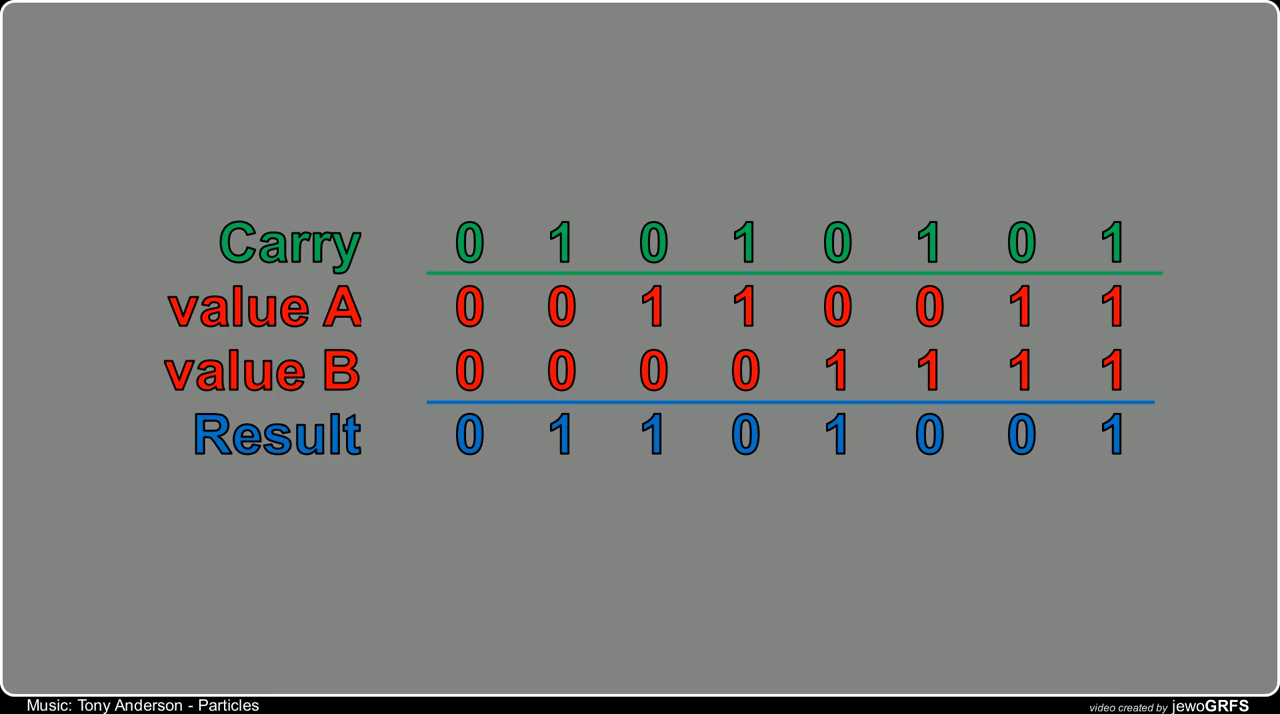 Carry 0 1 0 1 0 1 0 1
value A 0 0 1 1 0 0 1 1
value B 0 0 0 0 1 1 1 1
Result 0 1 1 0 1 0 0 1
Music: Tony Anderson - Particles
video created by jewoGRFS